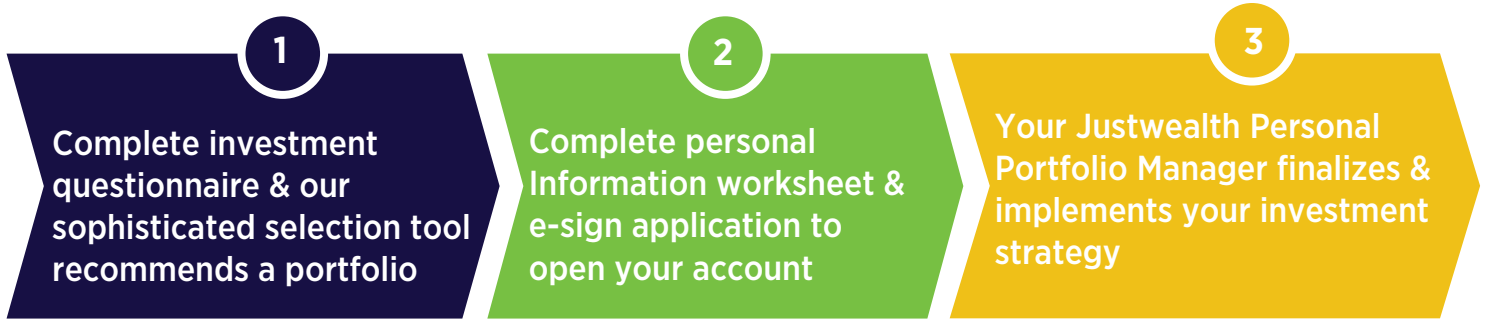 1
Complete investment
questionnaire & our
sophisticated selection tool
recommends a portfolio
2
Complete personal
Information worksheet &
e-sign application to
open your account
3
Your Justwealth Personal
Portfolio Manager finalizes &
implements your investment
strategy